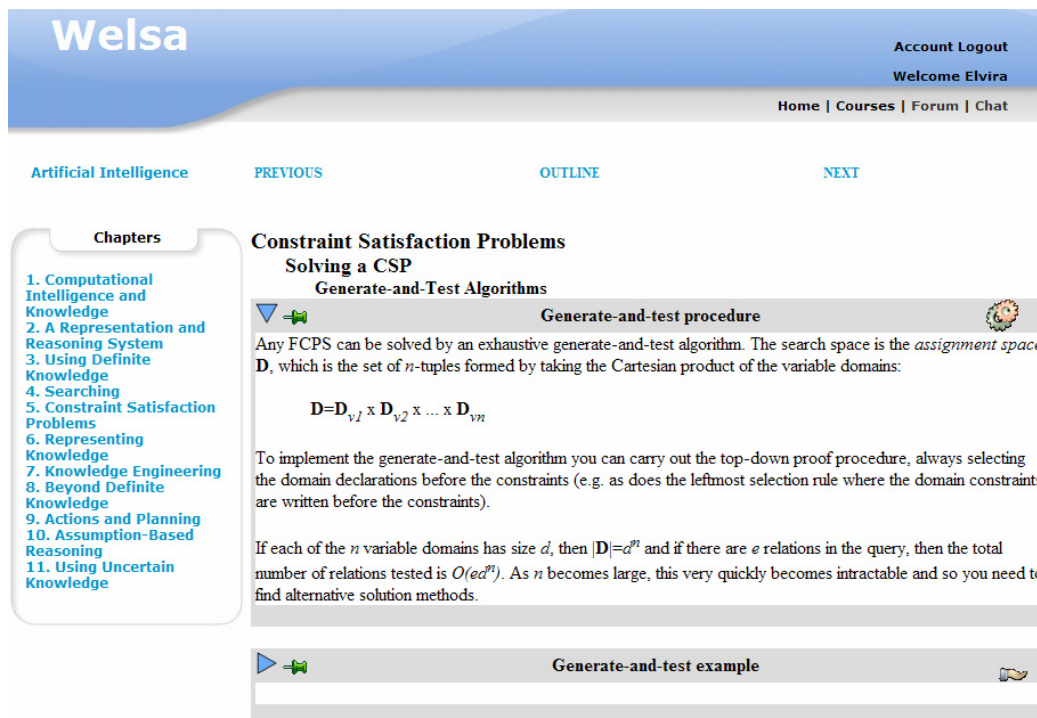 Welsa
Account Logout
Welcome Elvira
Home | Courses | Forum | Chat
Artificial Intelligence
PREVIOUS
OUTLINE
NEXT
Chapters
1. Computational
Intelligence and
Knowledge
2. A Representation and
Reasoning System
3. Using Definite
Knowledge
4. Searching
5. Constraint Satisfaction
Problems
6. Representing
Knowledge
7. Knowledge Engineering
8. Beyond Definite
Knowledge
9. Actions and Planning
10. Assumption-Based
Reasoning
11. Using Uncertain
Knowledge
Constraint Satisfaction Problems
Solving a CSP
Generate-and-Test Algorithms
Generate-and-test procedure
Any FCPS can be solved by an exhaustive generate-and-test algorithm. The search space is the assignment space
D, which is the set of n-tuples formed by taking the Cartesian product of the variable domains:
D=Dv1 x Dv2 x ... x Dvn
To implement the generate-and-test algorithm you can carry out the top-down proof procedure, always selecting
the domain declarations before the constraints (e.g. as does the leftmost selection rule where the domain constraints
are written before the constraints).
If each of the n variable domains has size d, then |D|=dⁿ and if there are e relations in the query, then the total
number of relations tested is O(edⁿ). As n becomes large, this very quickly becomes intractable and so you need to
find alternative solution methods.
Generate-and-test example